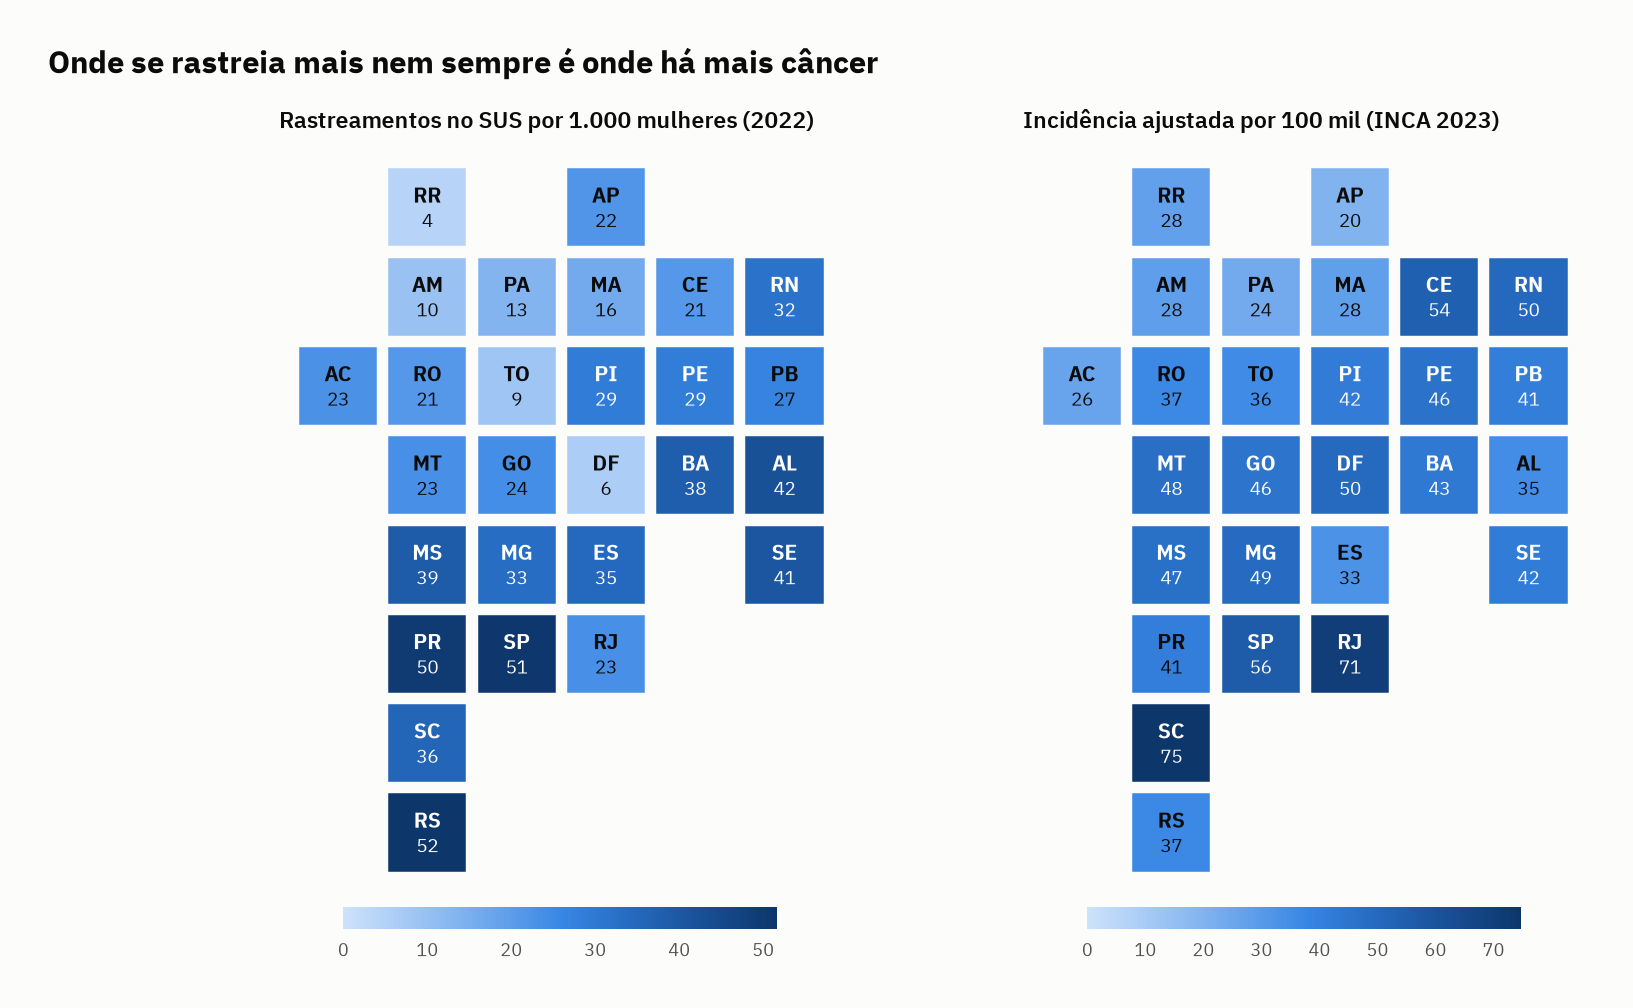 Onde se rastreia mais nem sempre é onde há mais câncer
Rastreamentos no SUS por 1.000 mulheres (2022)
RR
4
AP
22
AM
10
PA
13
MA
16
CE
21
RN
32
AC
23
RO
21
TO
9
PI
29
PE
29
PB
27
MT
23
GO
24
DF
6
BA
38
AL
42
MS
39
MG
33
ES
35
SE
41
PR
50
SP
51
RJ
23
SC
36
RS
52
0 10 20 30 40 50
Incidência ajustada por 100 mil (INCA 2023)
RR
28
AP
20
AM
28
PA
24
MA
28
CE
54
RN
50
AC
26
RO
37
TO
36
PI
42
PE
46
PB
41
MT
48
GO
46
DF
50
BA
43
AL
35
MS
47
MG
49
ES
33
SE
42
PR
41
SP
56
RJ
71
SC
75
RS
37
0 10 20 30 40 50 60 70